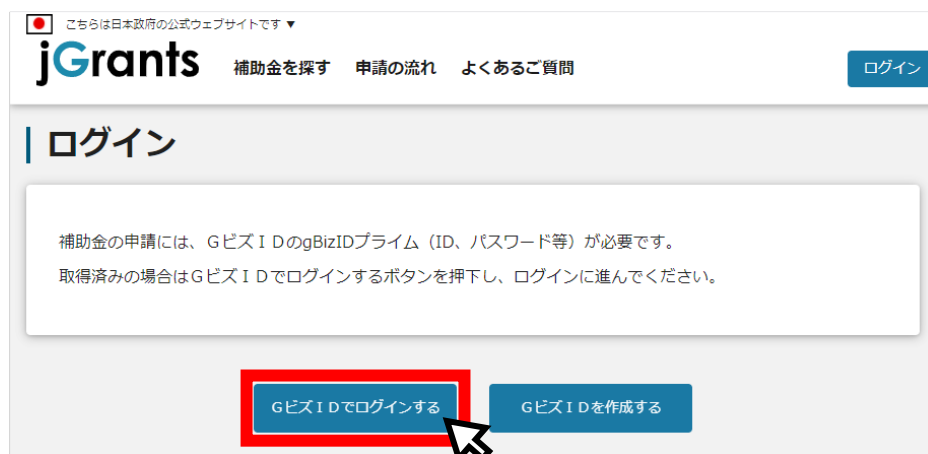 こちらは日本政府の公式ウェブサイトです ▼
jGrants 補助金を探す 申請の流れ よくあるご質問 ログイン
ログイン
補助金の申請には、GビズIDのgBizIDプライム（ID、パスワード等）が必要です。
取得済みの場合はGビズIDでログインするボタンを押下し、ログインに進んでください。
GビズIDでログインする GビズIDを作成する